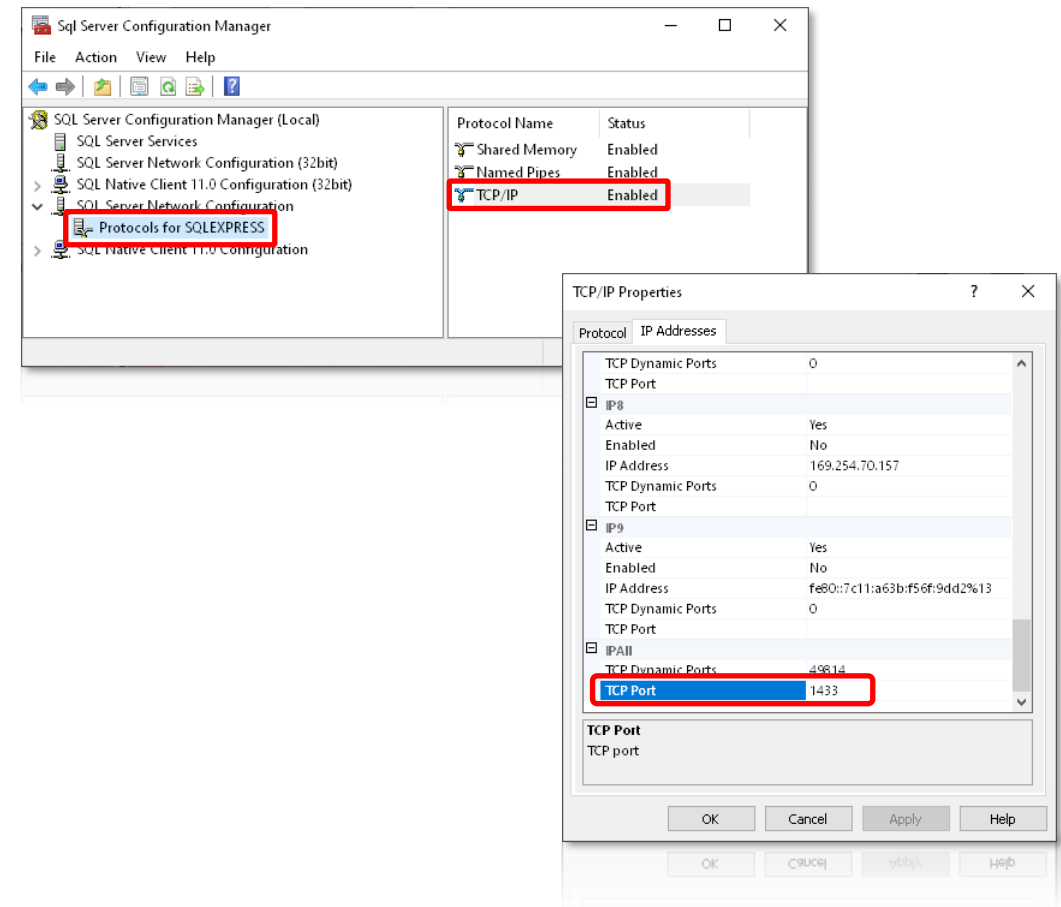 Sql Server Configuration Manager
File Action View Help
SQL Server Configuration Manager (Local)
SQL Server Services
SQL Server Network Configuration (32bit)
SQL Native Client 11.0 Configuration (32bit)
SQL Server Network Configuration
Protocols for SQLEXPRESS
SQL Native Client 11.0 Configuration
Protocol Name Status
Shared Memory Enabled
Named Pipes Enabled
TCP/IP Enabled
TCP/IP Properties
Protocol IP Addresses
TCP Dynamic Ports 0
TCP Port
IP8
Active Yes
Enabled No
IP Address 169.254.70.157
TCP Dynamic Ports 0
TCP Port
IP9
Active Yes
Enabled No
IP Address fe80::7c11:a63b:f56f:9dd2%13
TCP Dynamic Ports 0
TCP Port
IPAll
TCP Dynamic Ports 49814
TCP Port 1433
TCP Port
TCP port
OK Cancel Apply Help